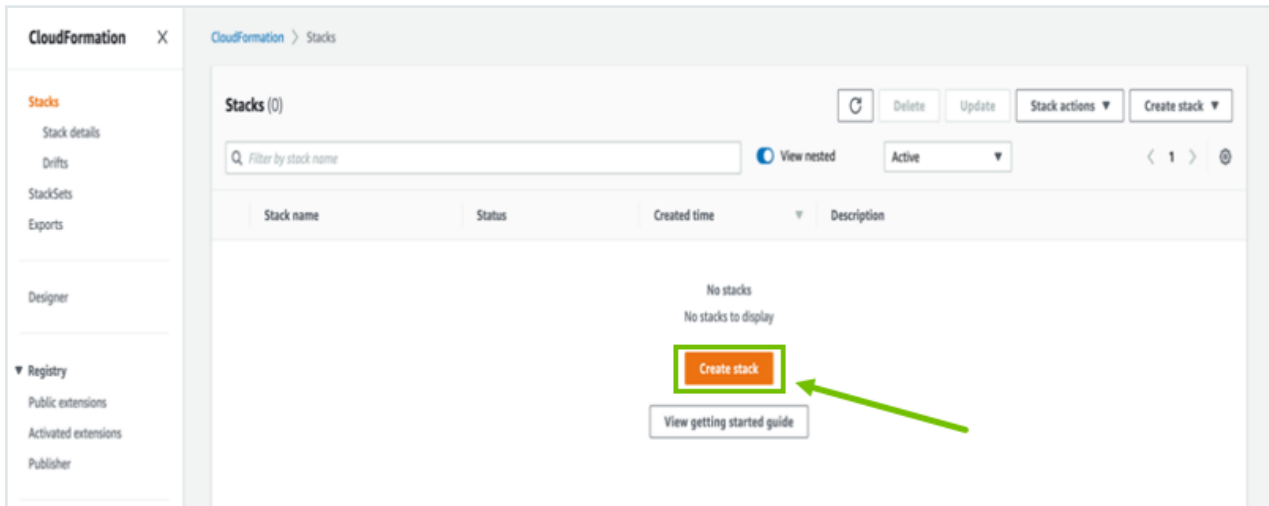 CloudFormation X
CloudFormation > Stacks
Stacks
Stack details
Drifts
StackSets
Exports
Designer
Registry
Public extensions
Activated extensions
Publisher
Stacks (0)
Delete Update Stack actions Create stack
Filter by stack name
View nested
Active
< 1 >
Stack name Status Created time Description
No stacks
No stacks to display
Create stack
View getting started guide